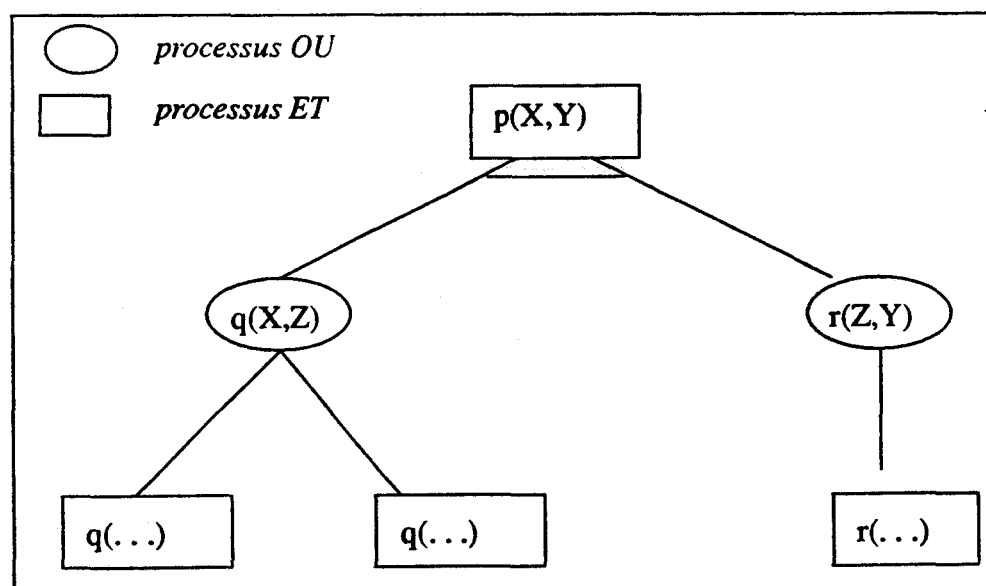 processus OU
processus ET
p(X,Y)
q(X,Z)
r(Z,Y)
q(. . .)
q(. . .)
r(. . .)